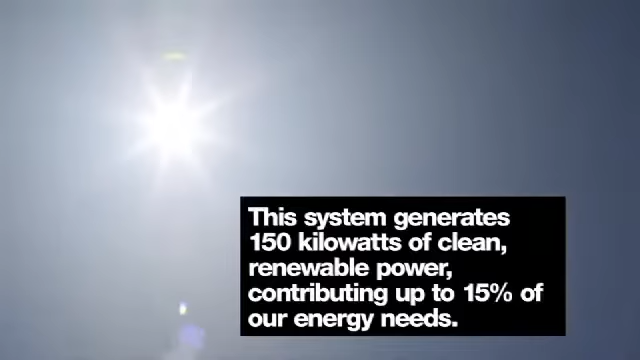 This system generates
150 kilowatts of clean,
renewable power,
contributing up to 15% of
our energy needs.